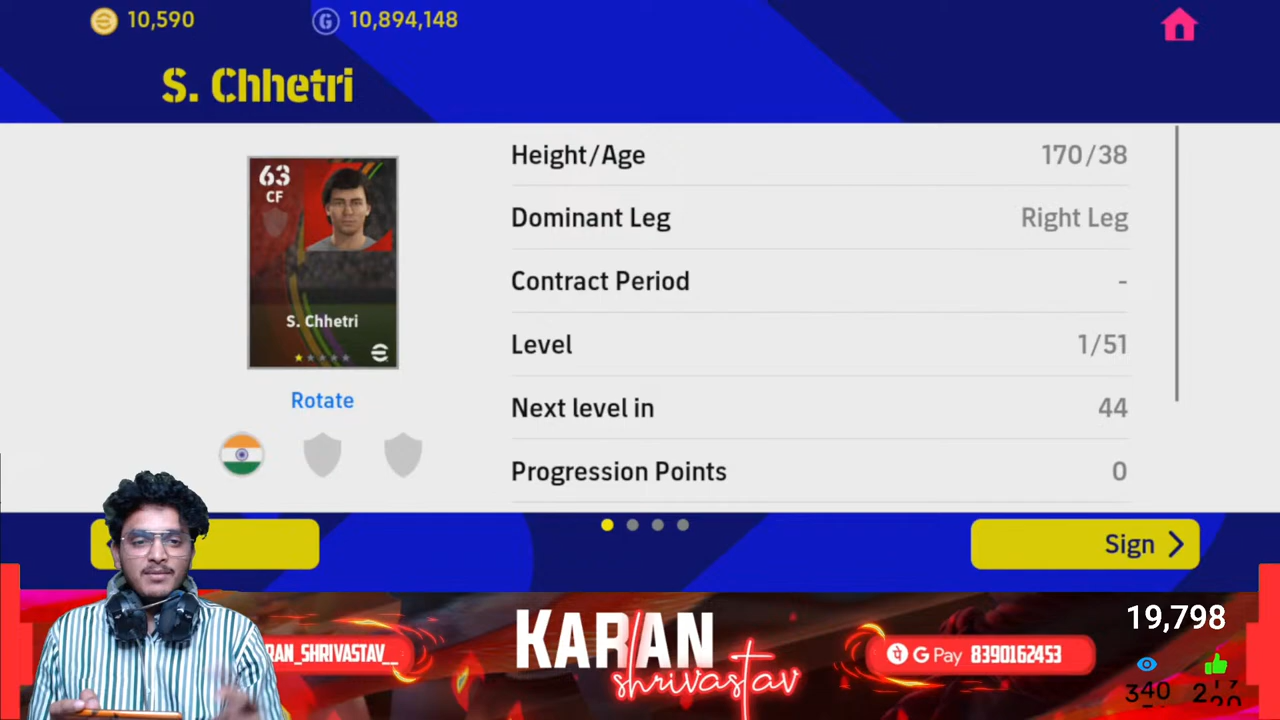 10,590
G 10,894,148
S. Chhetri
63
CF
S. Chhetri
Rotate
Height/Age 170/38
Dominant Leg Right Leg
Contract Period -
Level 1/51
Next level in 44
Progression Points 0
Sign
KARAN
shrivastav
RAN_SHRIVASTAV_
G Pay 8390162453
19,798
340